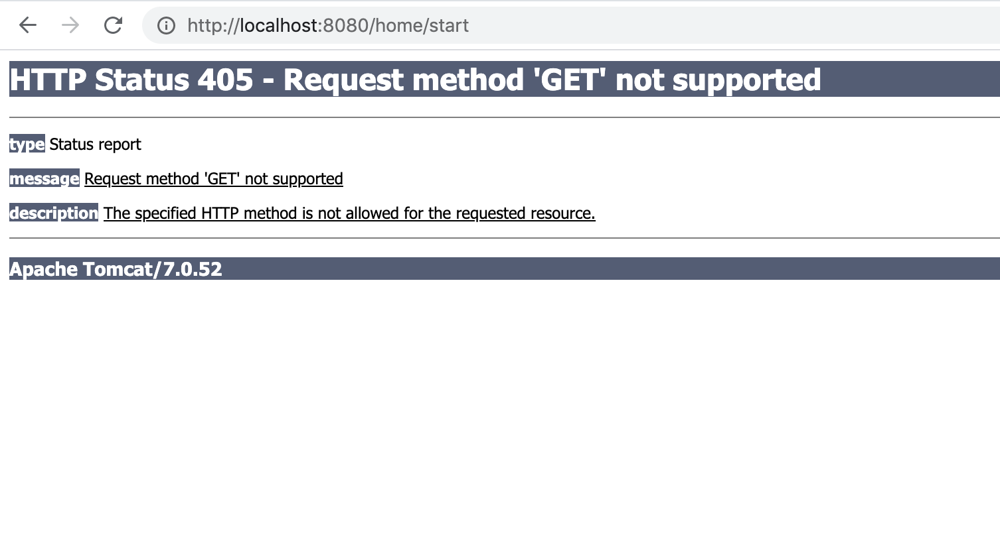 http://localhost:8080/home/start
HTTP Status 405 - Request method 'GET' not supported
type Status report
message Request method 'GET' not supported
description The specified HTTP method is not allowed for the requested resource.
Apache Tomcat/7.0.52